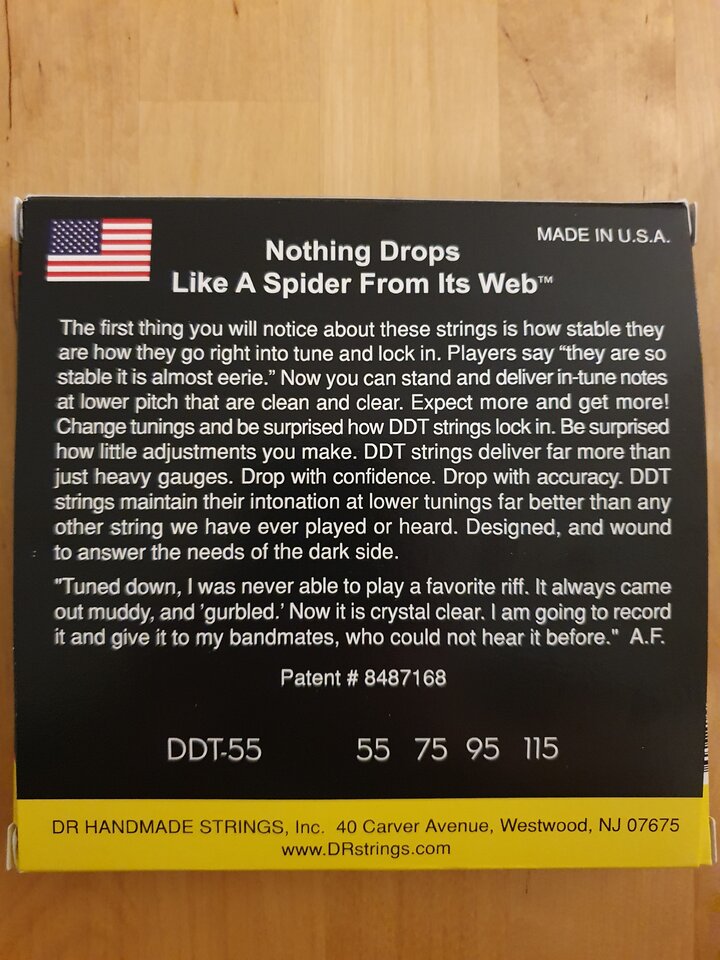 MADE IN U.S.A.
Nothing Drops
Like A Spider From Its Web™
The first thing you will notice about these strings is how stable they
are how they go right into tune and lock in. Players say “they are so
stable it is almost eerie.” Now you can stand and deliver in-tune notes
at lower pitch that are clean and clear. Expect more and get more!
Change tunings and be surprised how DDT strings lock in. Be surprised
how little adjustments you make. DDT strings deliver far more than
just heavy gauges. Drop with confidence. Drop with accuracy. DDT
strings maintain their intonation at lower tunings far better than any
other string we have ever played or heard. Designed, and wound
to answer the needs of the dark side.
"Tuned down, I was never able to play a favorite riff. It always came
out muddy, and 'gurbled.' Now it is crystal clear. I am going to record
it and give it to my bandmates, who could not hear it before." A.F.
Patent # 8487168
DDT-55 55 75 95 115
DR HANDMADE STRINGS, Inc. 40 Carver Avenue, Westwood, NJ 07675
www.DRstrings.com